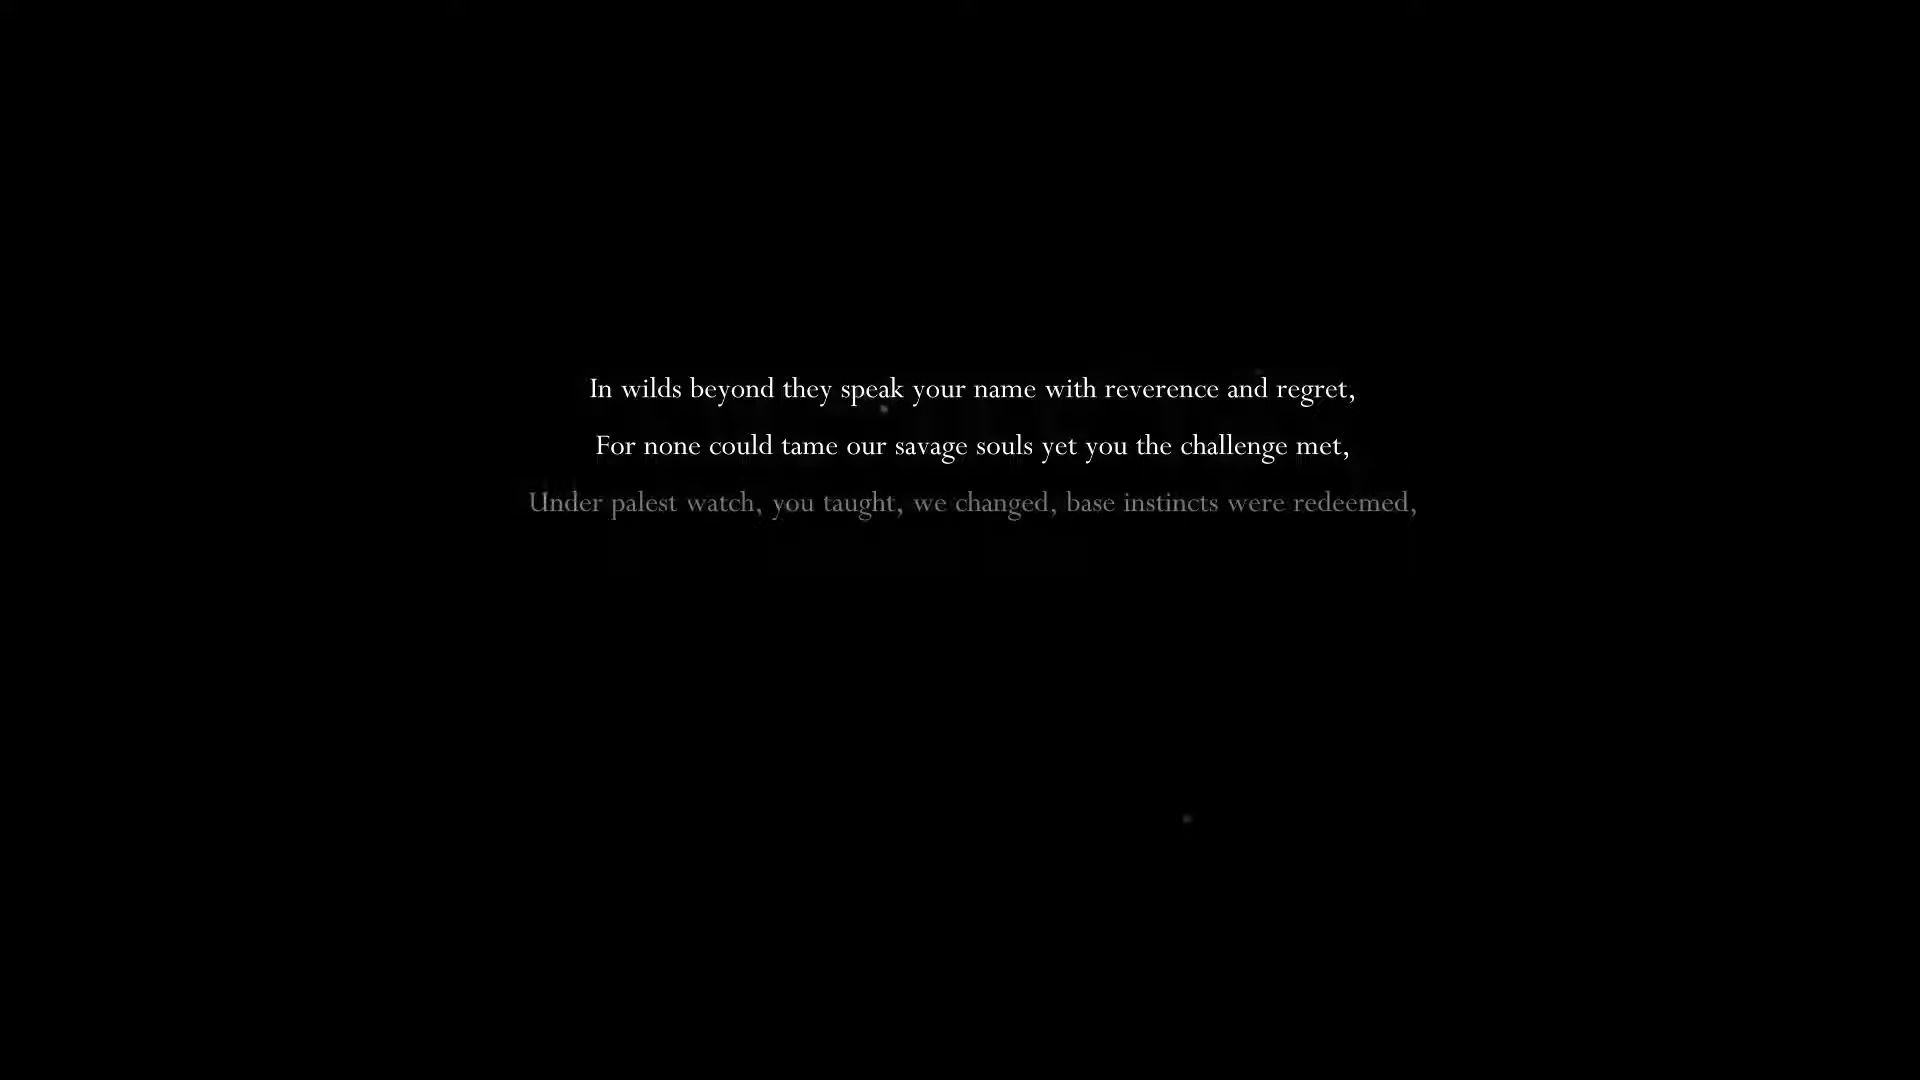 In wilds beyond they speak your name with reverence and regret,
For none could tame our savage souls yet you the challenge met,
Under palest watch, you taught, we changed, base instincts were redeemed,